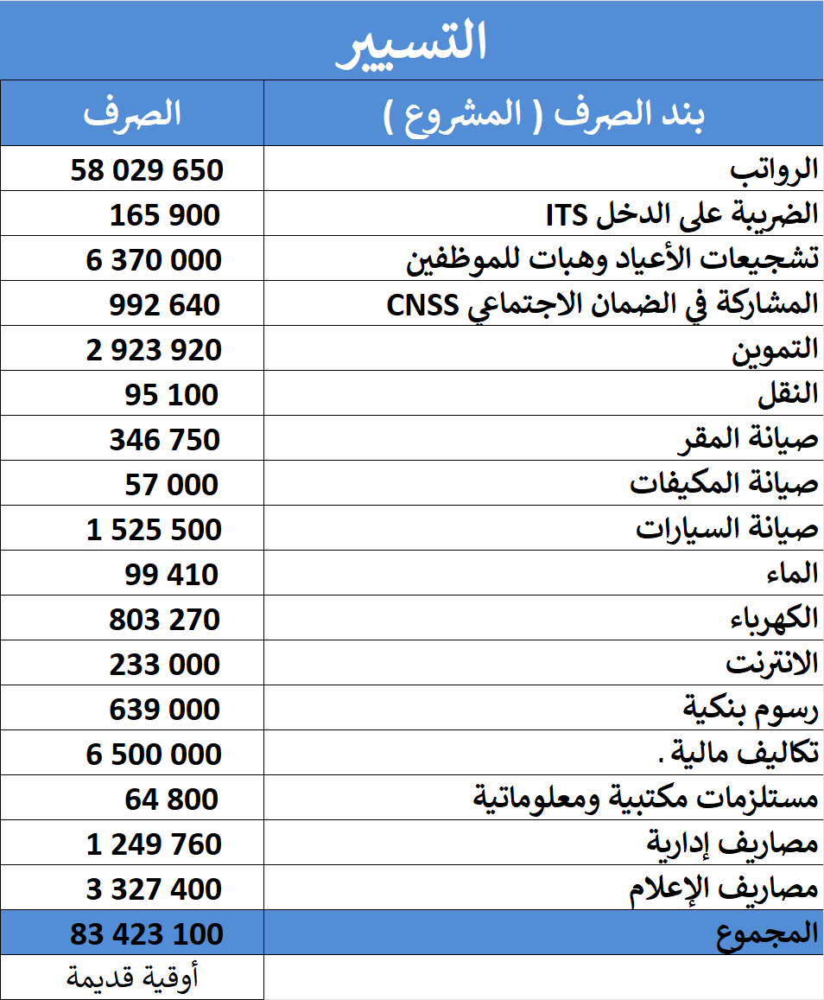 التسيير
بند الصرف ( المشروع ) الصرف
الرواتب 58 029 650
الضريبة على الدخل ITS 165 900
تشجيعات الأعياد وهبات للموظفين 6 370 000
المشاركة في الضمان الاجتماعي CNSS 992 640
التموين 2 923 920
النقل 95 100
صيانة المقر 346 750
صيانة المكيفات 57 000
صيانة السيارات 1 525 500
الماء 99 410
الكهرباء 803 270
الانترنت 233 000
رسوم بنكية 639 000
تكاليف مالية . 6 500 000
مستلزمات مكتبية ومعلوماتية 64 800
مصاريف إدارية 1 249 760
مصاريف الإعلام 3 327 400
المجموع 83 423 100
أوقية قديمة